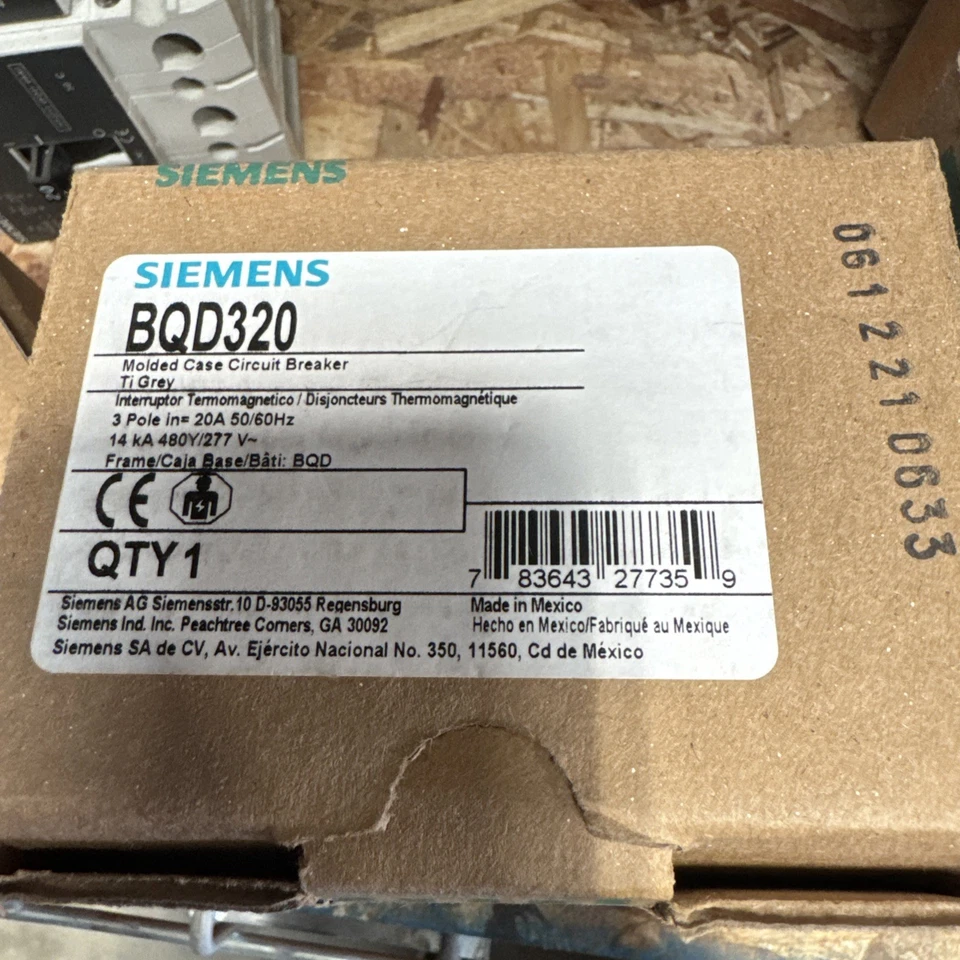 SIEMENS
SIEMENS
BQD320
Molded Case Circuit Breaker
Ti Grey
Interruptor Termomagnetico / Disjoncteurs Thermomagnétique
3 Pole in= 20A 50/60Hz
14 kA 480Y/277 V~
Frame/Caja Base/Bâti: BQD
CE
QTY 1
7 83643 27735 9
Siemens AG Siemensstr.10 D-93055 Regensburg
Siemens Ind. Inc. Peachtree Corners, GA 30092
Siemens SA de CV, Av. Ejército Nacional No. 350, 11560, Cd de México
Made in Mexico
Hecho en Mexico/Fabriqué au Mexique
0612210633